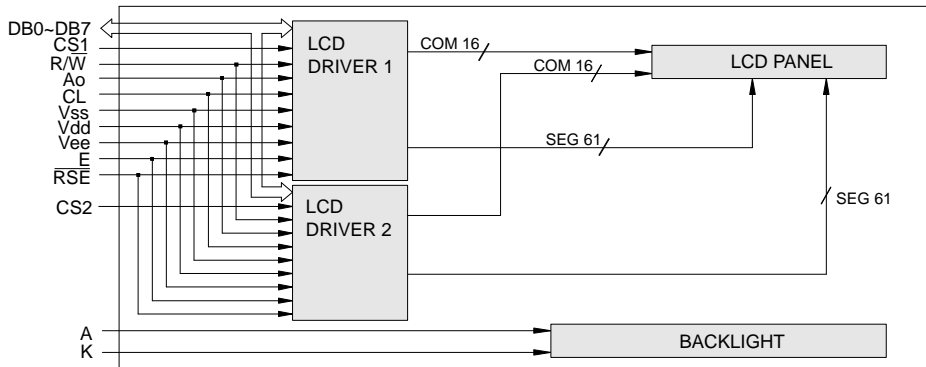 DB0~DB7
CS1
R/W
Ao
CL
Vss
Vdd
Vee
E
RSE
CS2
A
K
LCD
DRIVER 1
LCD
DRIVER 2
COM 16
COM 16
SEG 61
SEG 61
LCD PANEL
BACKLIGHT